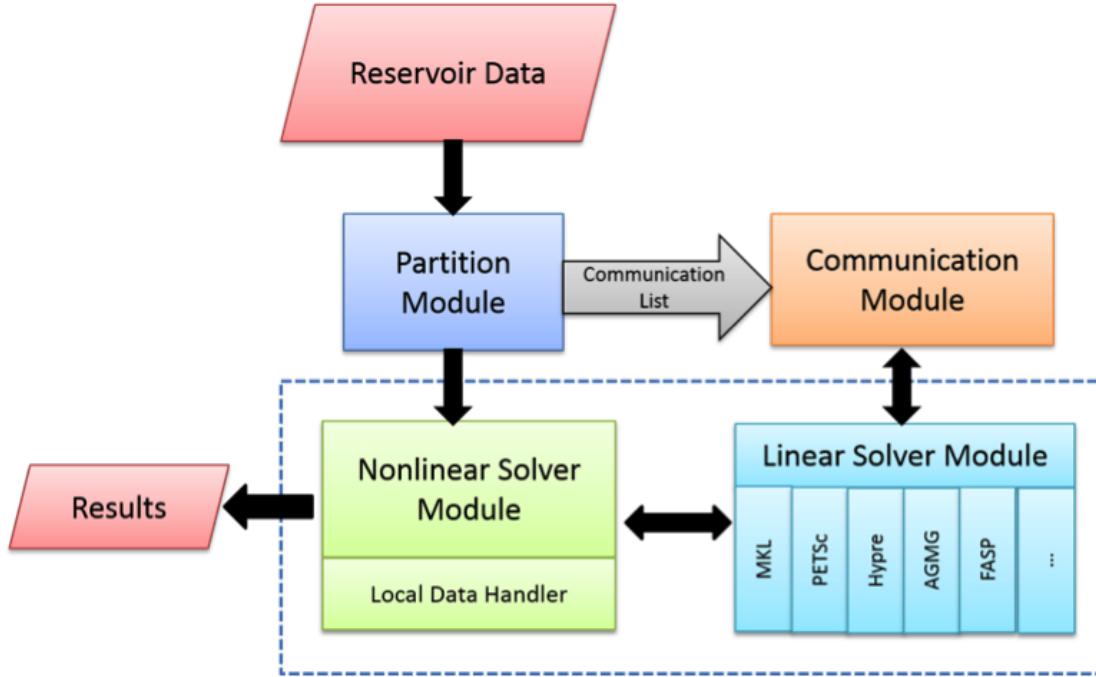 Reservoir Data
Partition
Module
Communication
List
Communication
Module
Nonlinear Solver
Module
Local Data Handler
Linear Solver Module
MKL
PETSc
Hypre
AGMG
FASP
...
Results